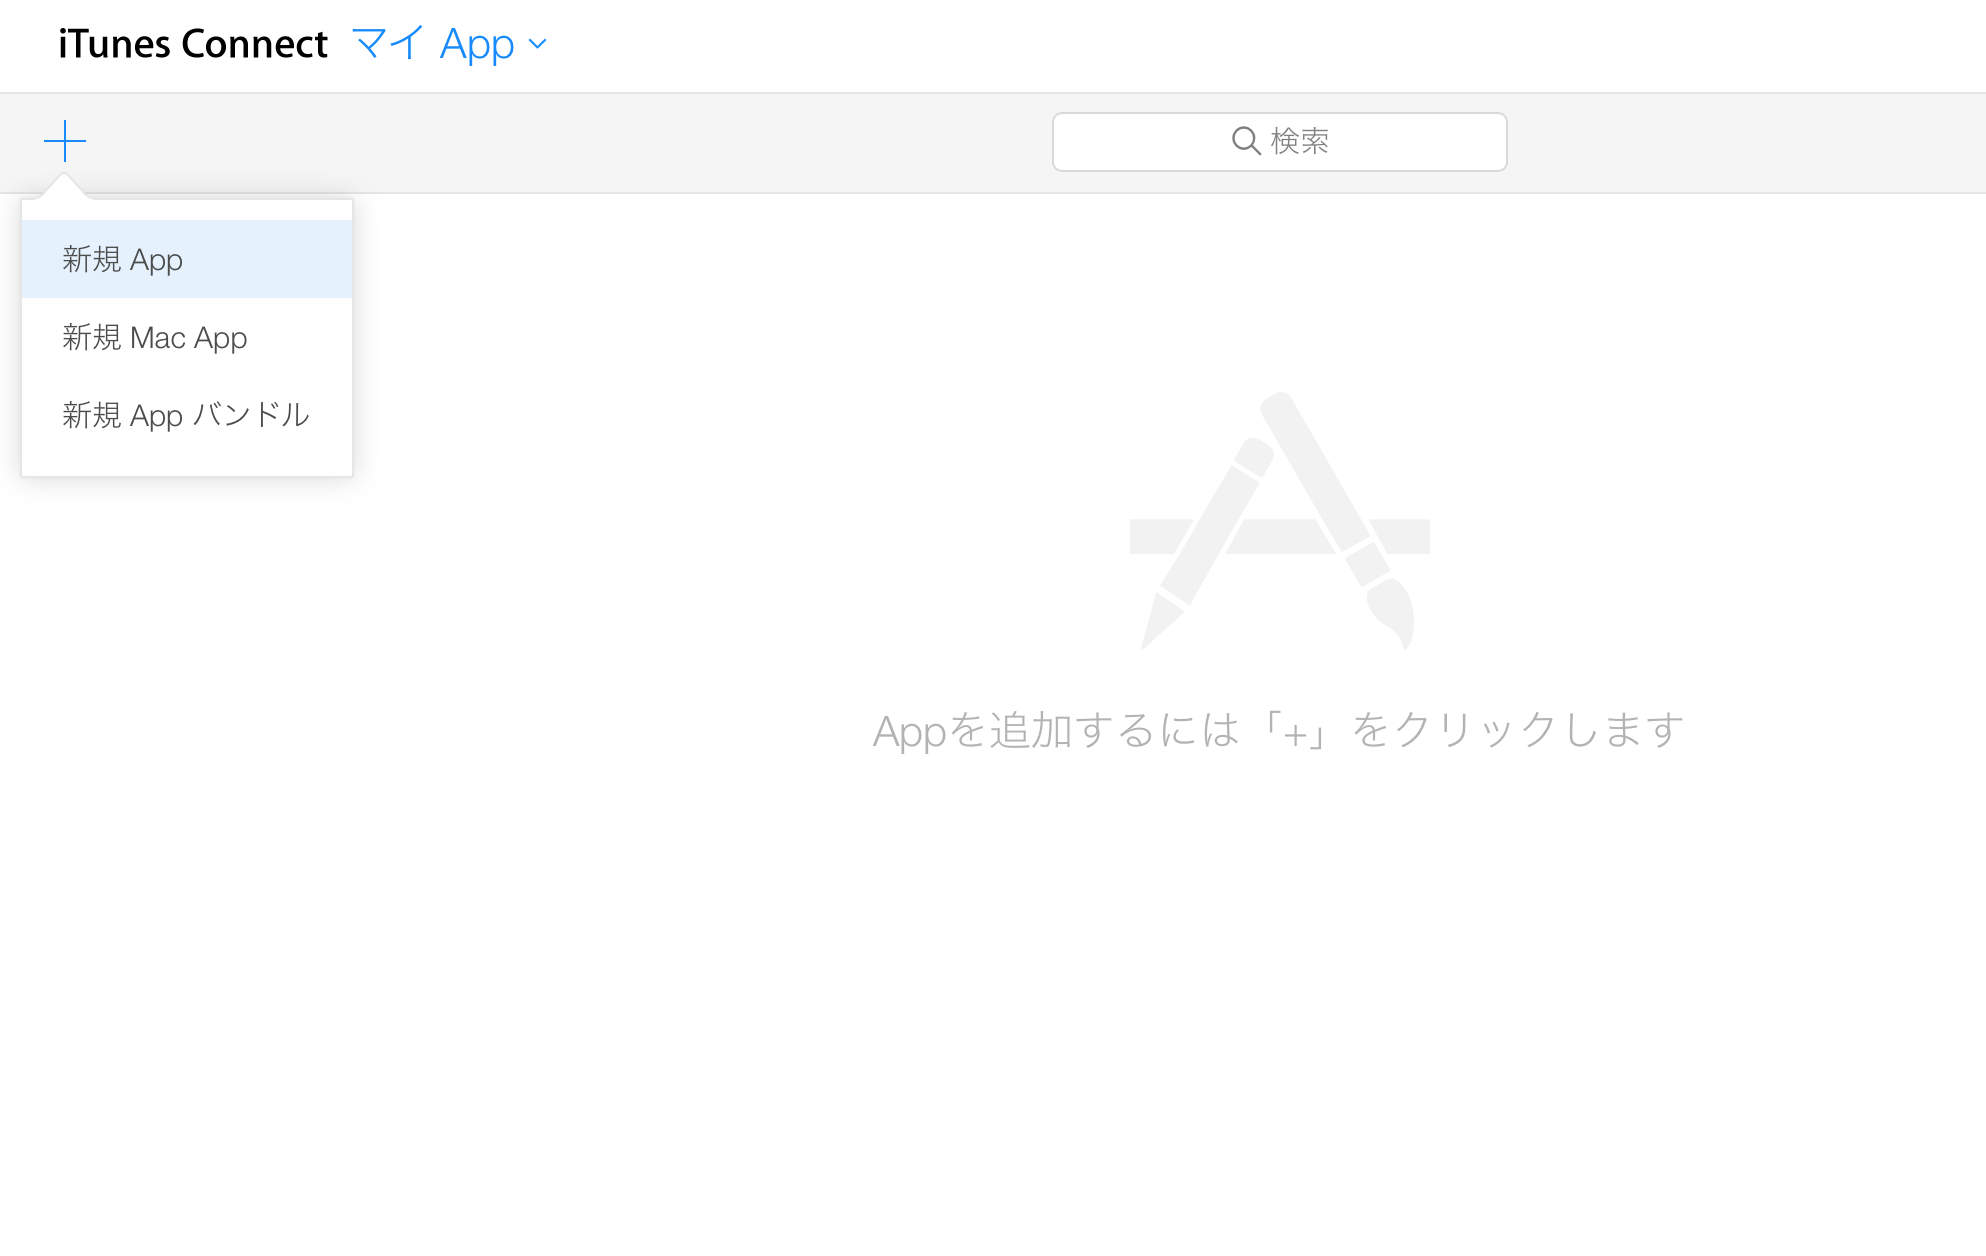 iTunes Connect マイ App
検索
新規 App
新規 Mac App
新規 App バンドル
Appを追加するには「+」をクリックします